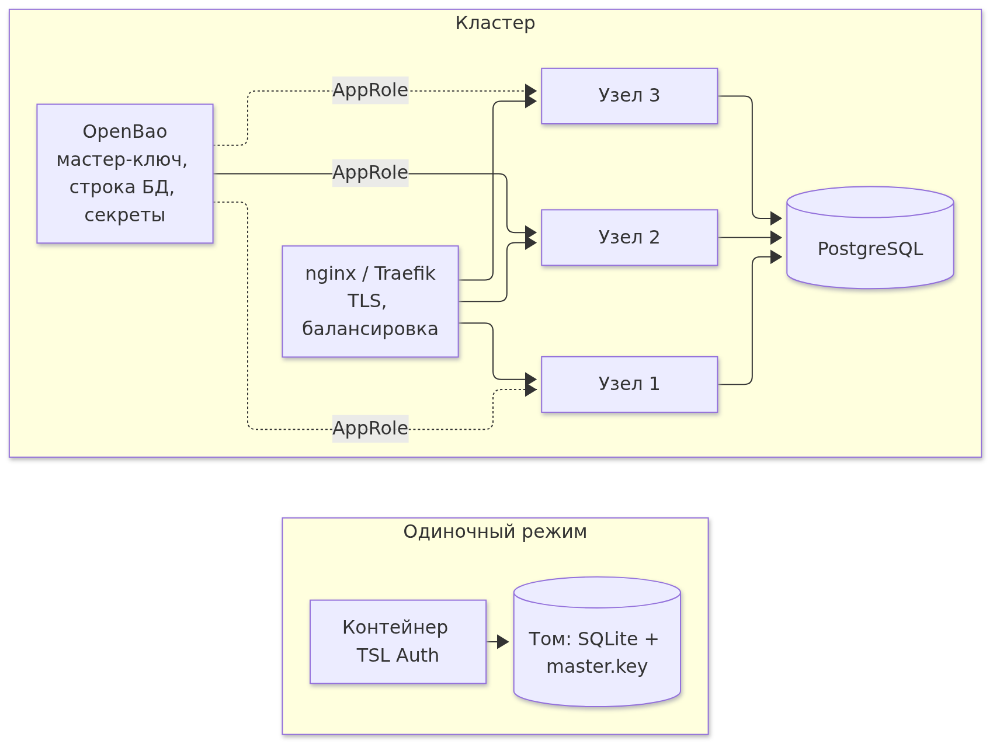 Кластер
AppRole
Узел 3
OpenBao
мастер-ключ,
строка БД,
секреты
AppRole
Узел 2
PostgreSQL
nginx / Traefik
TLS,
балансировка
Узел 1
AppRole
Одиночный режим
Контейнер
TSL Auth
Том: SQLite +
master.key